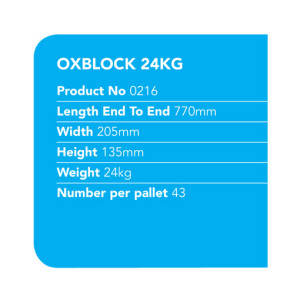 OXBLOCK 24KG
Product No 0216
Length End To End 770mm
Width 205mm
Height 135mm
Weight 24kg
Number per pallet 43